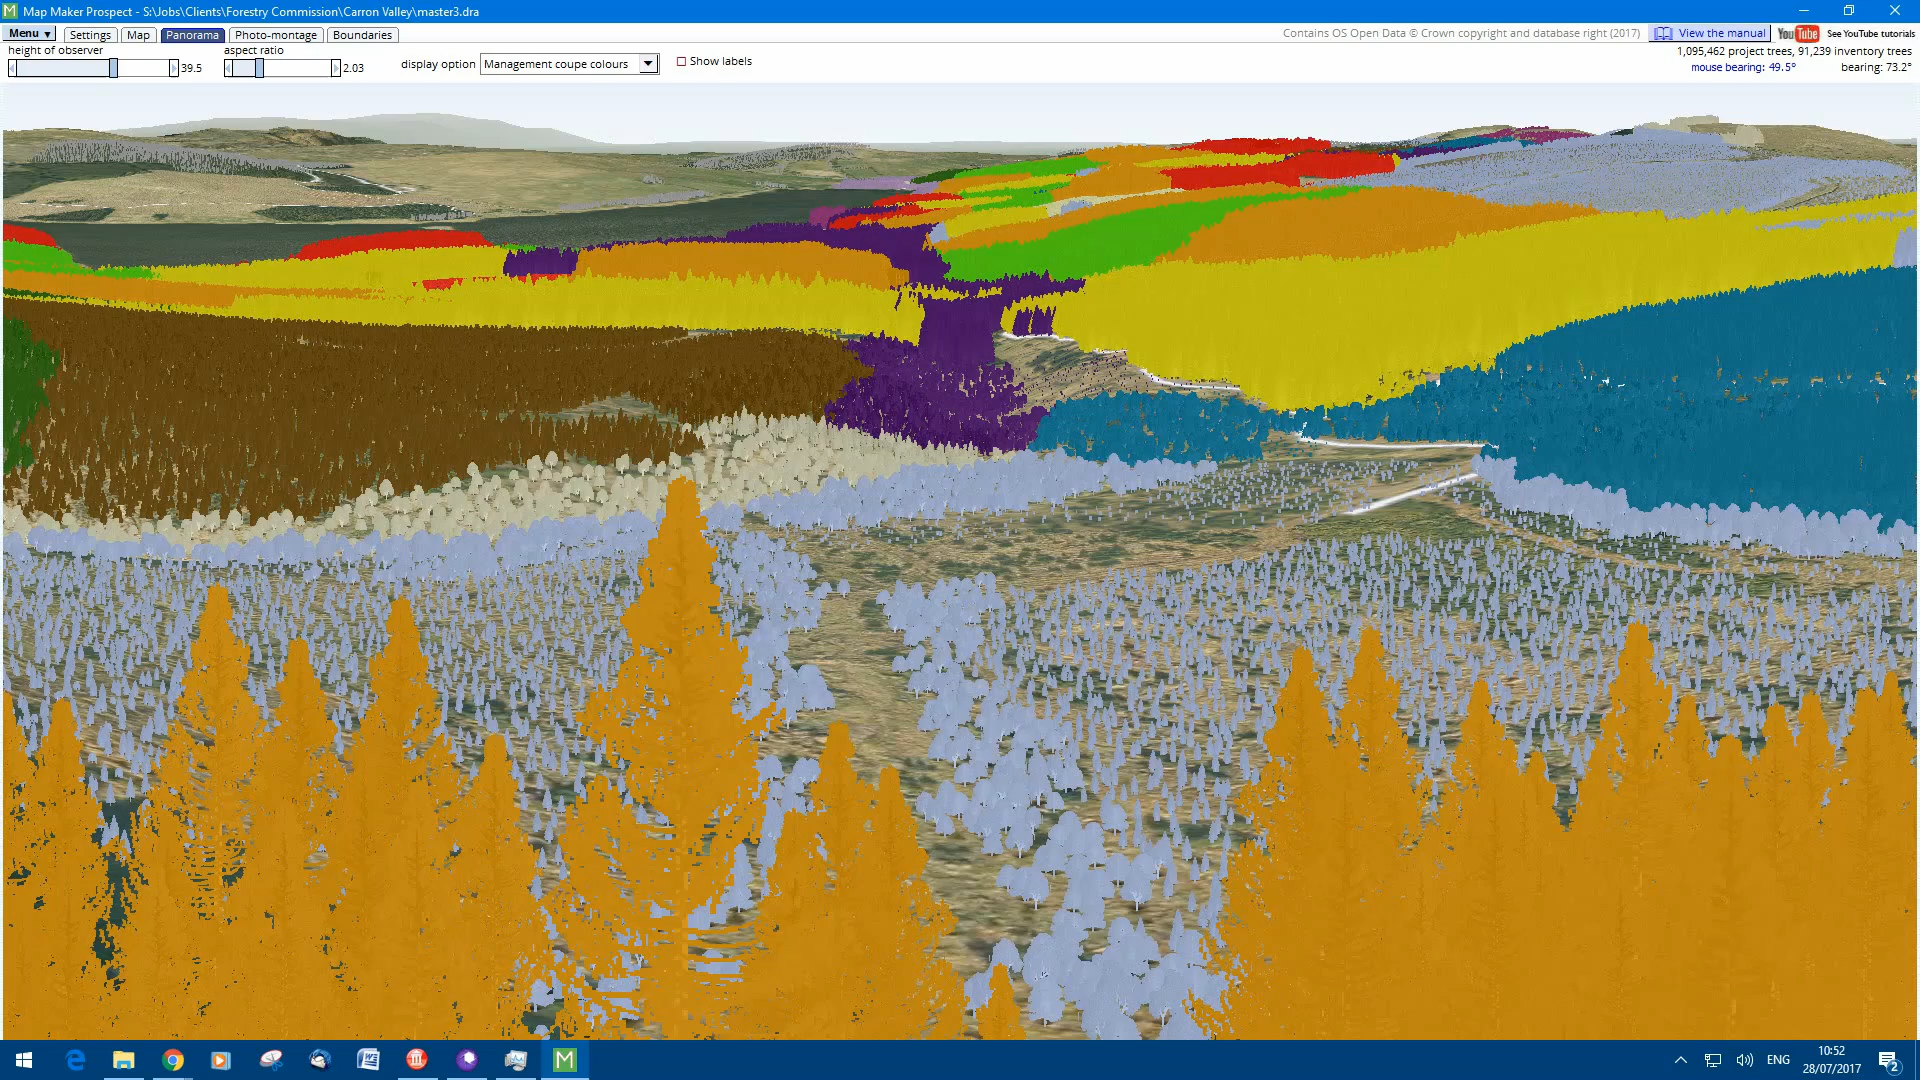 Map Maker Prospect - S:\Jobs\Clients\Forestry Commission\Carron Valley\master3.dra
Menu ▼ Settings Map Panorama Photo-montage Boundaries
Contains OS Open Data © Crown copyright and database right (2017) View the manual YouTube See YouTube tutorials
height of observer aspect ratio
39.5 2.03 display option Management coupe colours Show labels
1,095,462 project trees, 91,239 inventory trees
mouse bearing: 49.5° bearing: 73.2°
M
ENG
10:52
28/07/2017
2